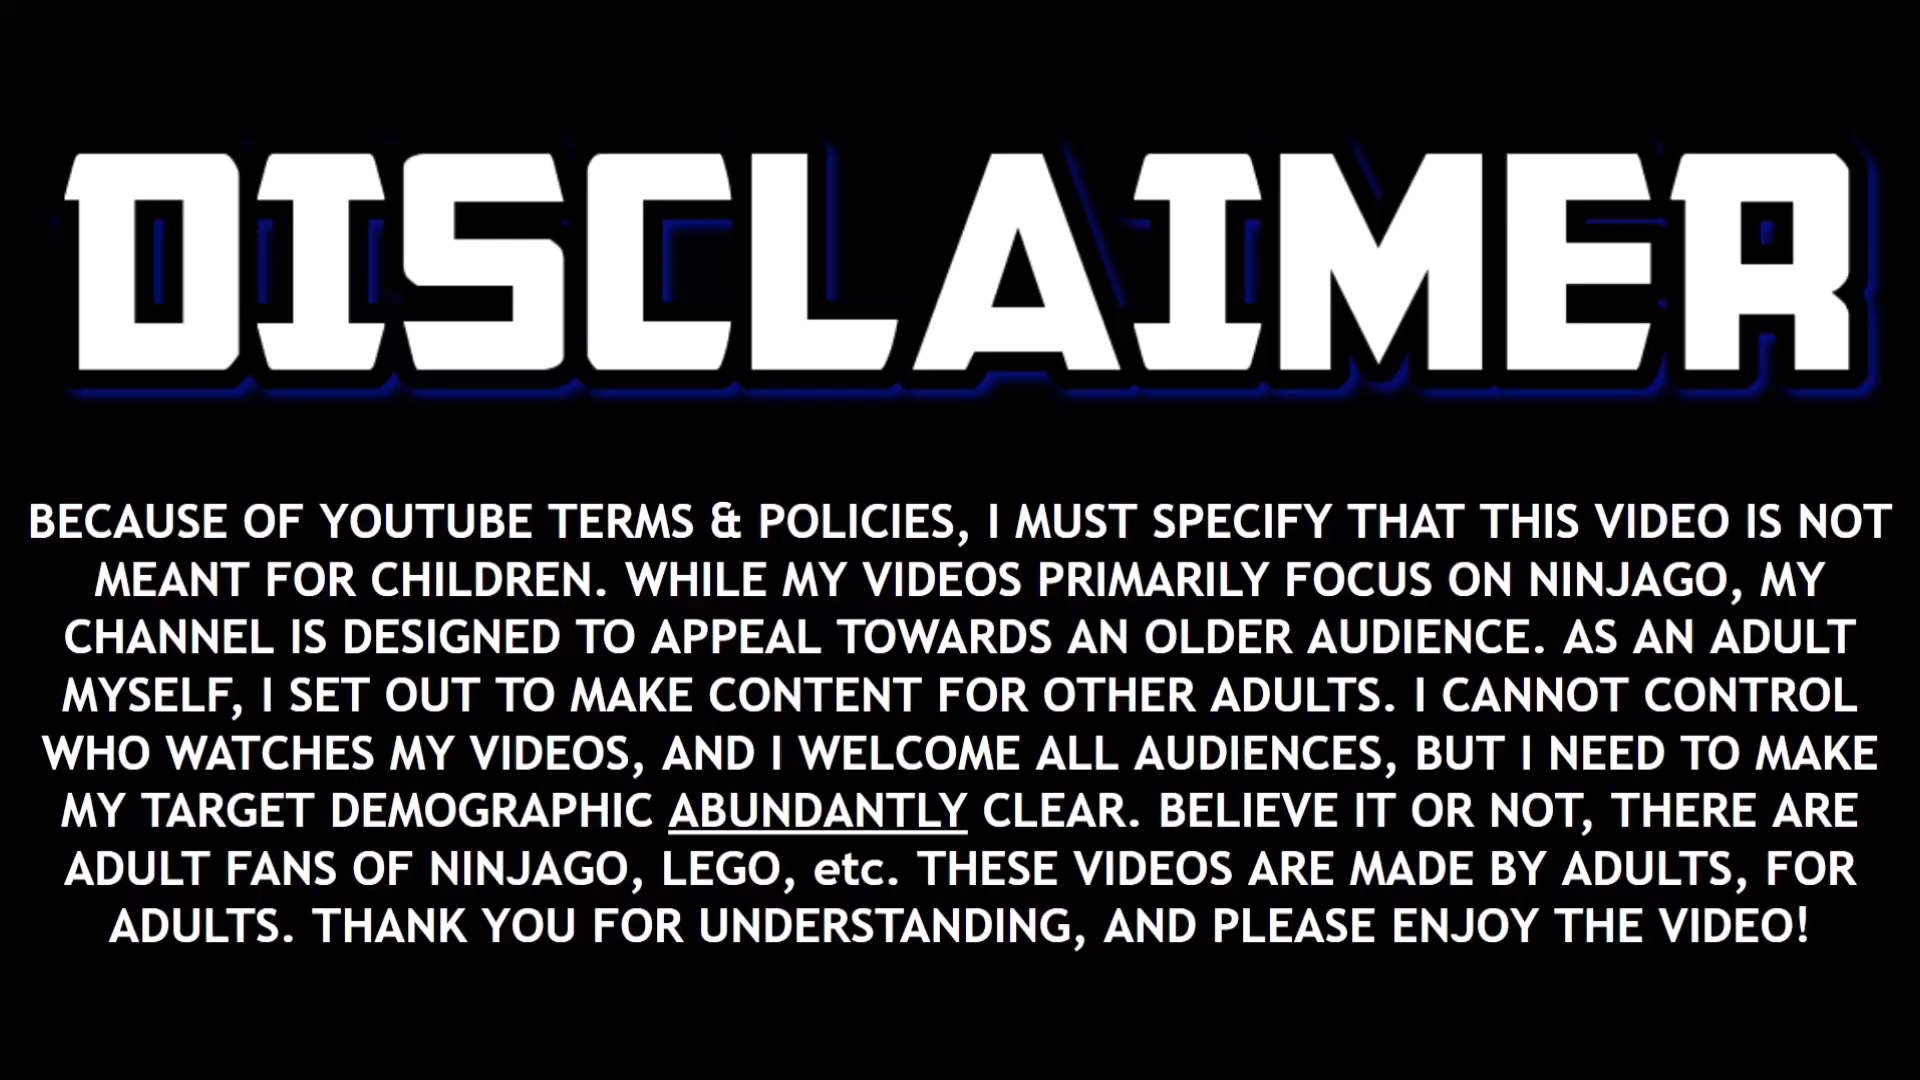 DISCLAIMER
BECAUSE OF YOUTUBE TERMS & POLICIES, I MUST SPECIFY THAT THIS VIDEO IS NOT
MEANT FOR CHILDREN. WHILE MY VIDEOS PRIMARILY FOCUS ON NINJAGO, MY
CHANNEL IS DESIGNED TO APPEAL TOWARDS AN OLDER AUDIENCE. AS AN ADULT
MYSELF, I SET OUT TO MAKE CONTENT FOR OTHER ADULTS. I CANNOT CONTROL
WHO WATCHES MY VIDEOS, AND I WELCOME ALL AUDIENCES, BUT I NEED TO MAKE
MY TARGET DEMOGRAPHIC ABUNDANTLY CLEAR. BELIEVE IT OR NOT, THERE ARE
ADULT FANS OF NINJAGO, LEGO, etc. THESE VIDEOS ARE MADE BY ADULTS, FOR
ADULTS. THANK YOU FOR UNDERSTANDING, AND PLEASE ENJOY THE VIDEO!